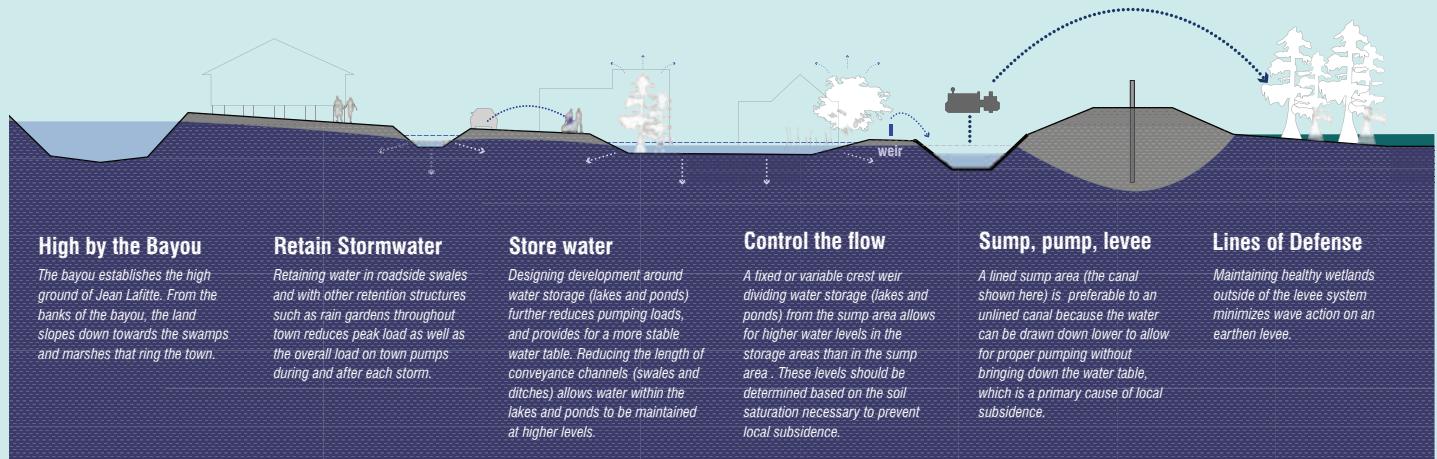 weir
High by the Bayou
The bayou establishes the high
ground of Jean Lafitte. From the
banks of the bayou, the land
slopes down towards the swamps
and marshes that ring the town.
Retain Stormwater
Retaining water in roadside swales
and with other retention structures
such as rain gardens throughout
town reduces peak load as well as
the overall load on town pumps
during and after each storm.
Store water
Designing development around
water storage (lakes and ponds)
further reduces pumping loads,
and provides for a more stable
water table. Reducing the length of
conveyance channels (swales and
ditches) allows water within the
lakes and ponds to be maintained
at higher levels.
Control the flow
A fixed or variable crest weir
dividing water storage (lakes and
ponds) from the sump area allows
for higher water levels in the
storage areas than in the sump
area . These levels should be
determined based on the soil
saturation necessary to prevent
local subsidence.
Sump, pump, levee
A lined sump area (the canal
shown here) is  preferable to an
unlined canal because the water
can be drawn down lower to allow
for proper pumping without
bringing down the water table,
which is a primary cause of local
subsidence.
Lines of Defense
Maintaining healthy wetlands
outside of the levee system
minimizes wave action on an
earthen levee.